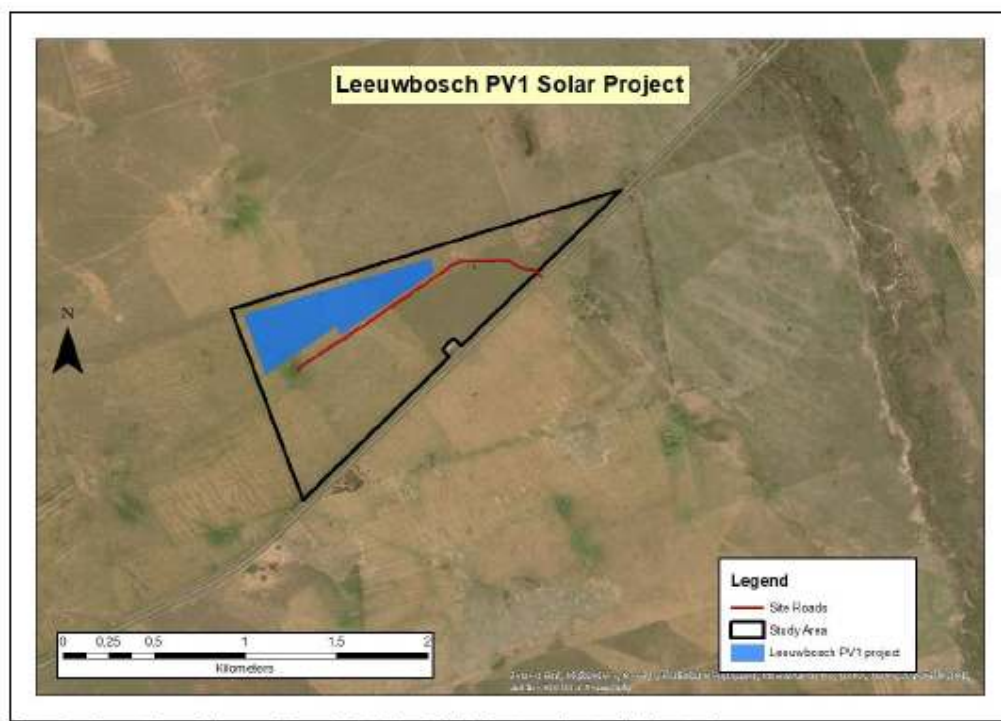 Leeuwbosch PV1 Solar Project
N
Legend
Site Roads
Study Area
Leeuwbosch PV1 project
0 0,25 0,5 1 1,5 2
Kilometers